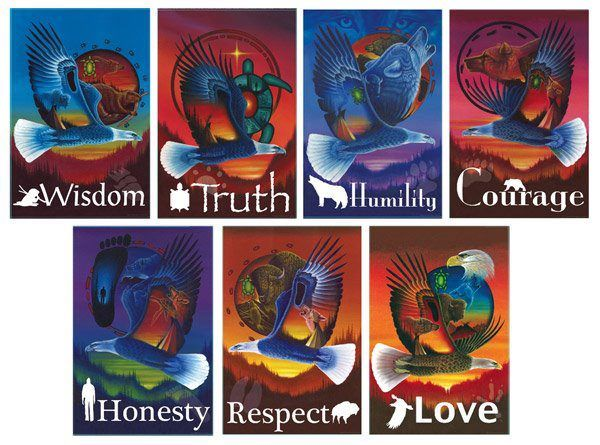 Wisdom
Truth
Humility
Courage
Honesty
Respect
Love